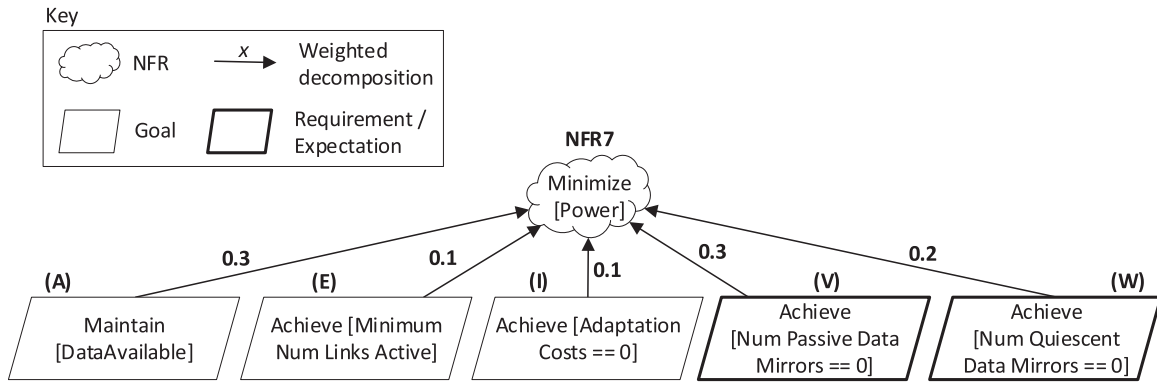 Key
NFR
x
Weighted
decomposition
Goal
Requirement /
Expectation
NFR7
Minimize
[Power]
0.3
0.1
0.1
0.3
0.2
(A)
(E)
(I)
(V)
(W)
Maintain
[DataAvailable]
Achieve [Minimum
Num Links Active]
Achieve [Adaptation
Costs == 0]
Achieve
[Num Passive Data
Mirrors == 0]
Achieve
[Num Quiescent
Data Mirrors == 0]